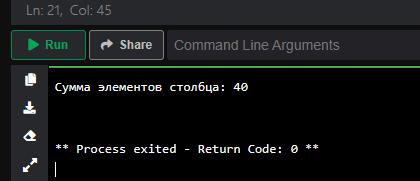 Ln: 21, Col: 45
Run Share Command Line Arguments
Сумма элементов столбца: 40
** Process exited - Return Code: 0 **